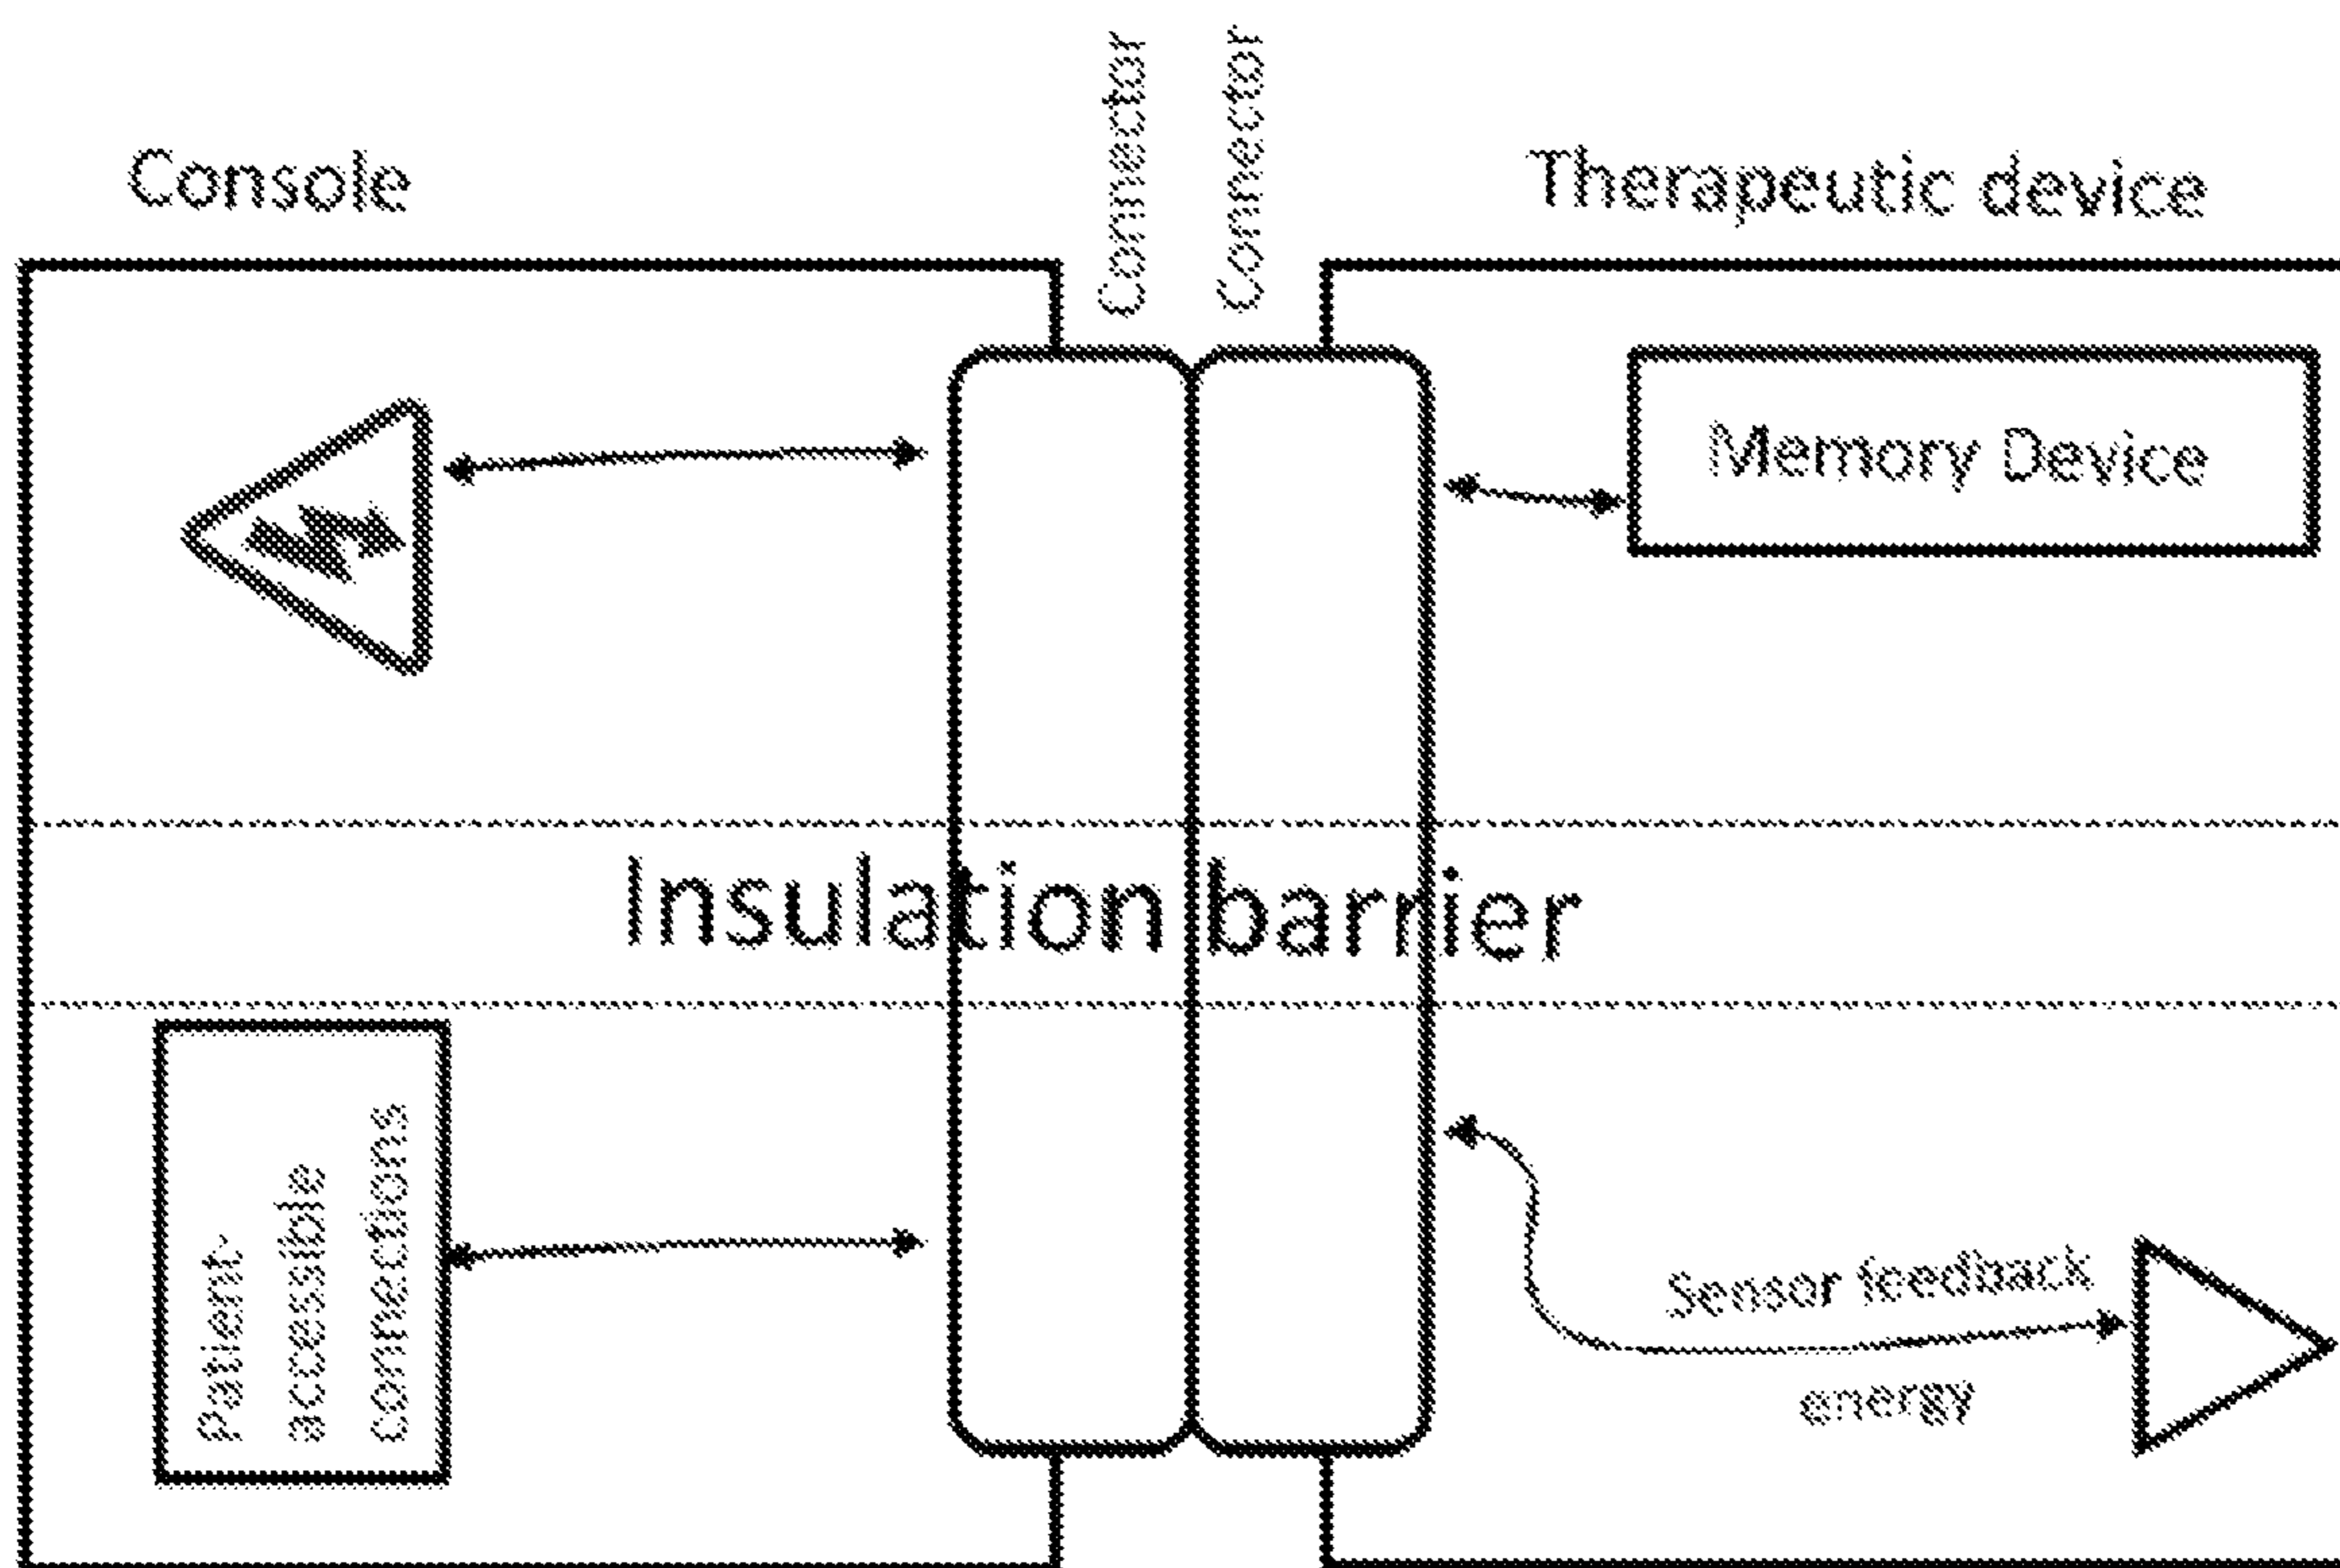 Connector
Connector
Console
Therapeutic device
Memory Device
Insulation barrier
Patient
accessible
connections
Sensor feedback
energy